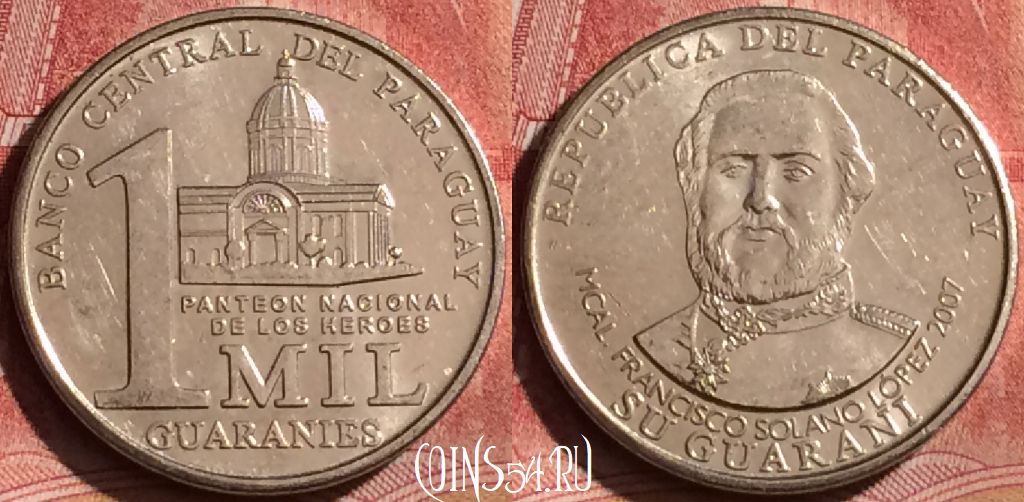 BANCO CENTRAL DEL PARAGUAY
PANTEON NACIONAL
DE LOS HEROES
1 MIL
GUARANIES
REPUBLICA DEL PARAGUAY
MCAL. FRANCISCO SOLANO LÓPEZ 2007
SU GUARANI
COINS54.RU